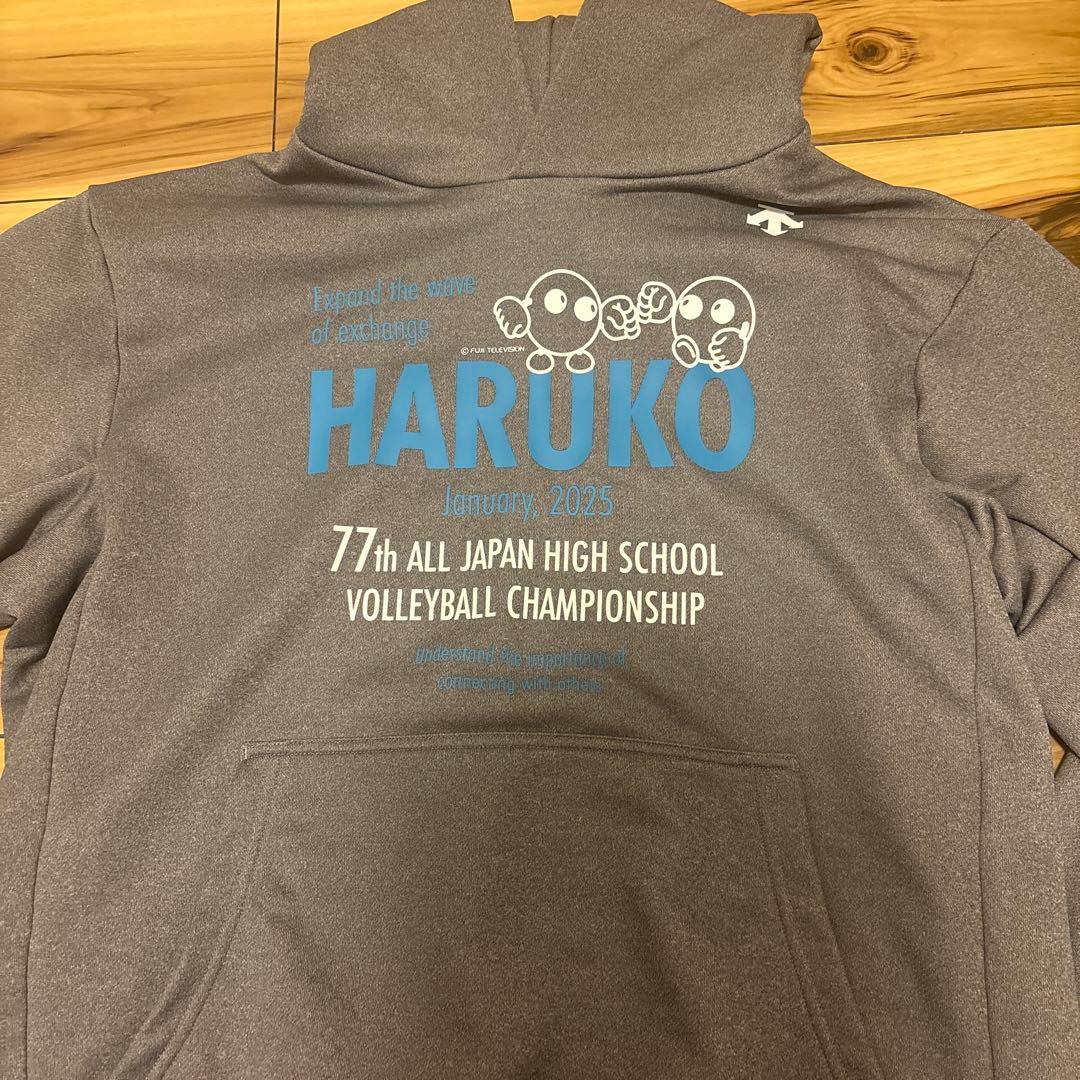 Expand the wave
of exchange
© FUJI TELEVISION
HARUKO
January, 2025
77th ALL JAPAN HIGH SCHOOL
VOLLEYBALL CHAMPIONSHIP
understand the importance of
connecting with others